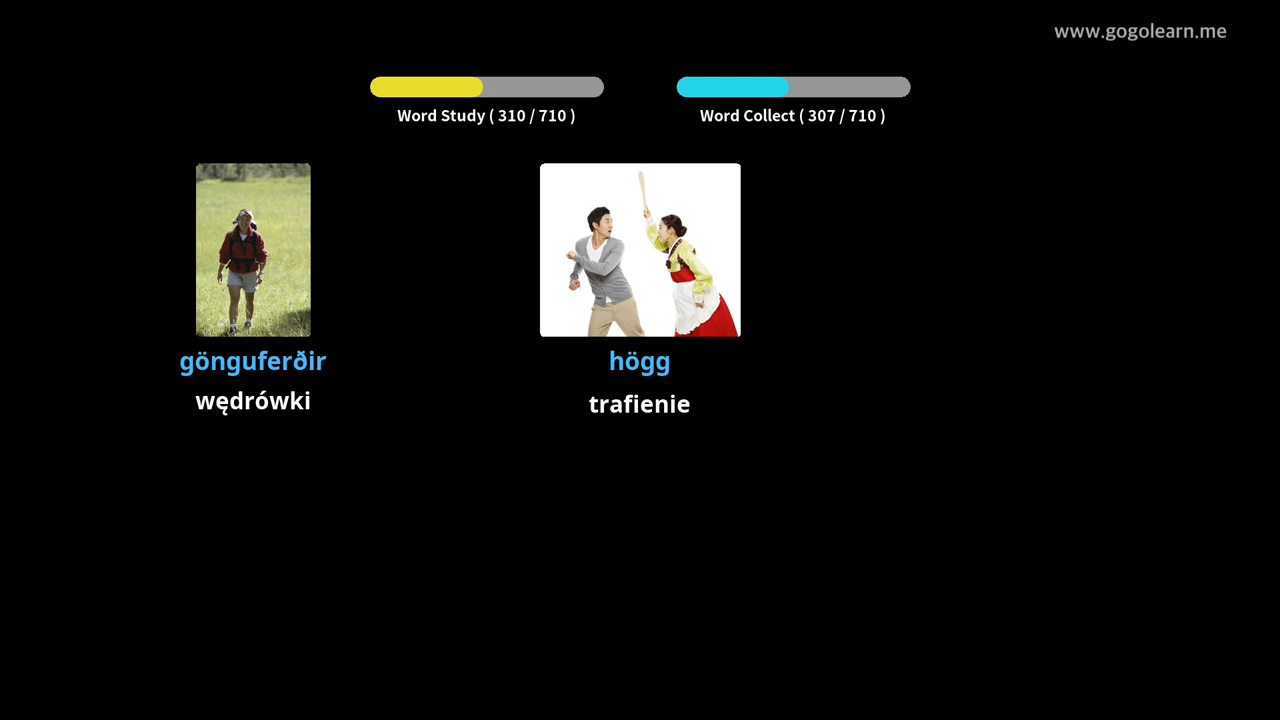 www.gogolearn.me
Word Study ( 310 / 710 )
Word Collect ( 307 / 710 )
gönguferðir
wędrówki
högg
trafienie